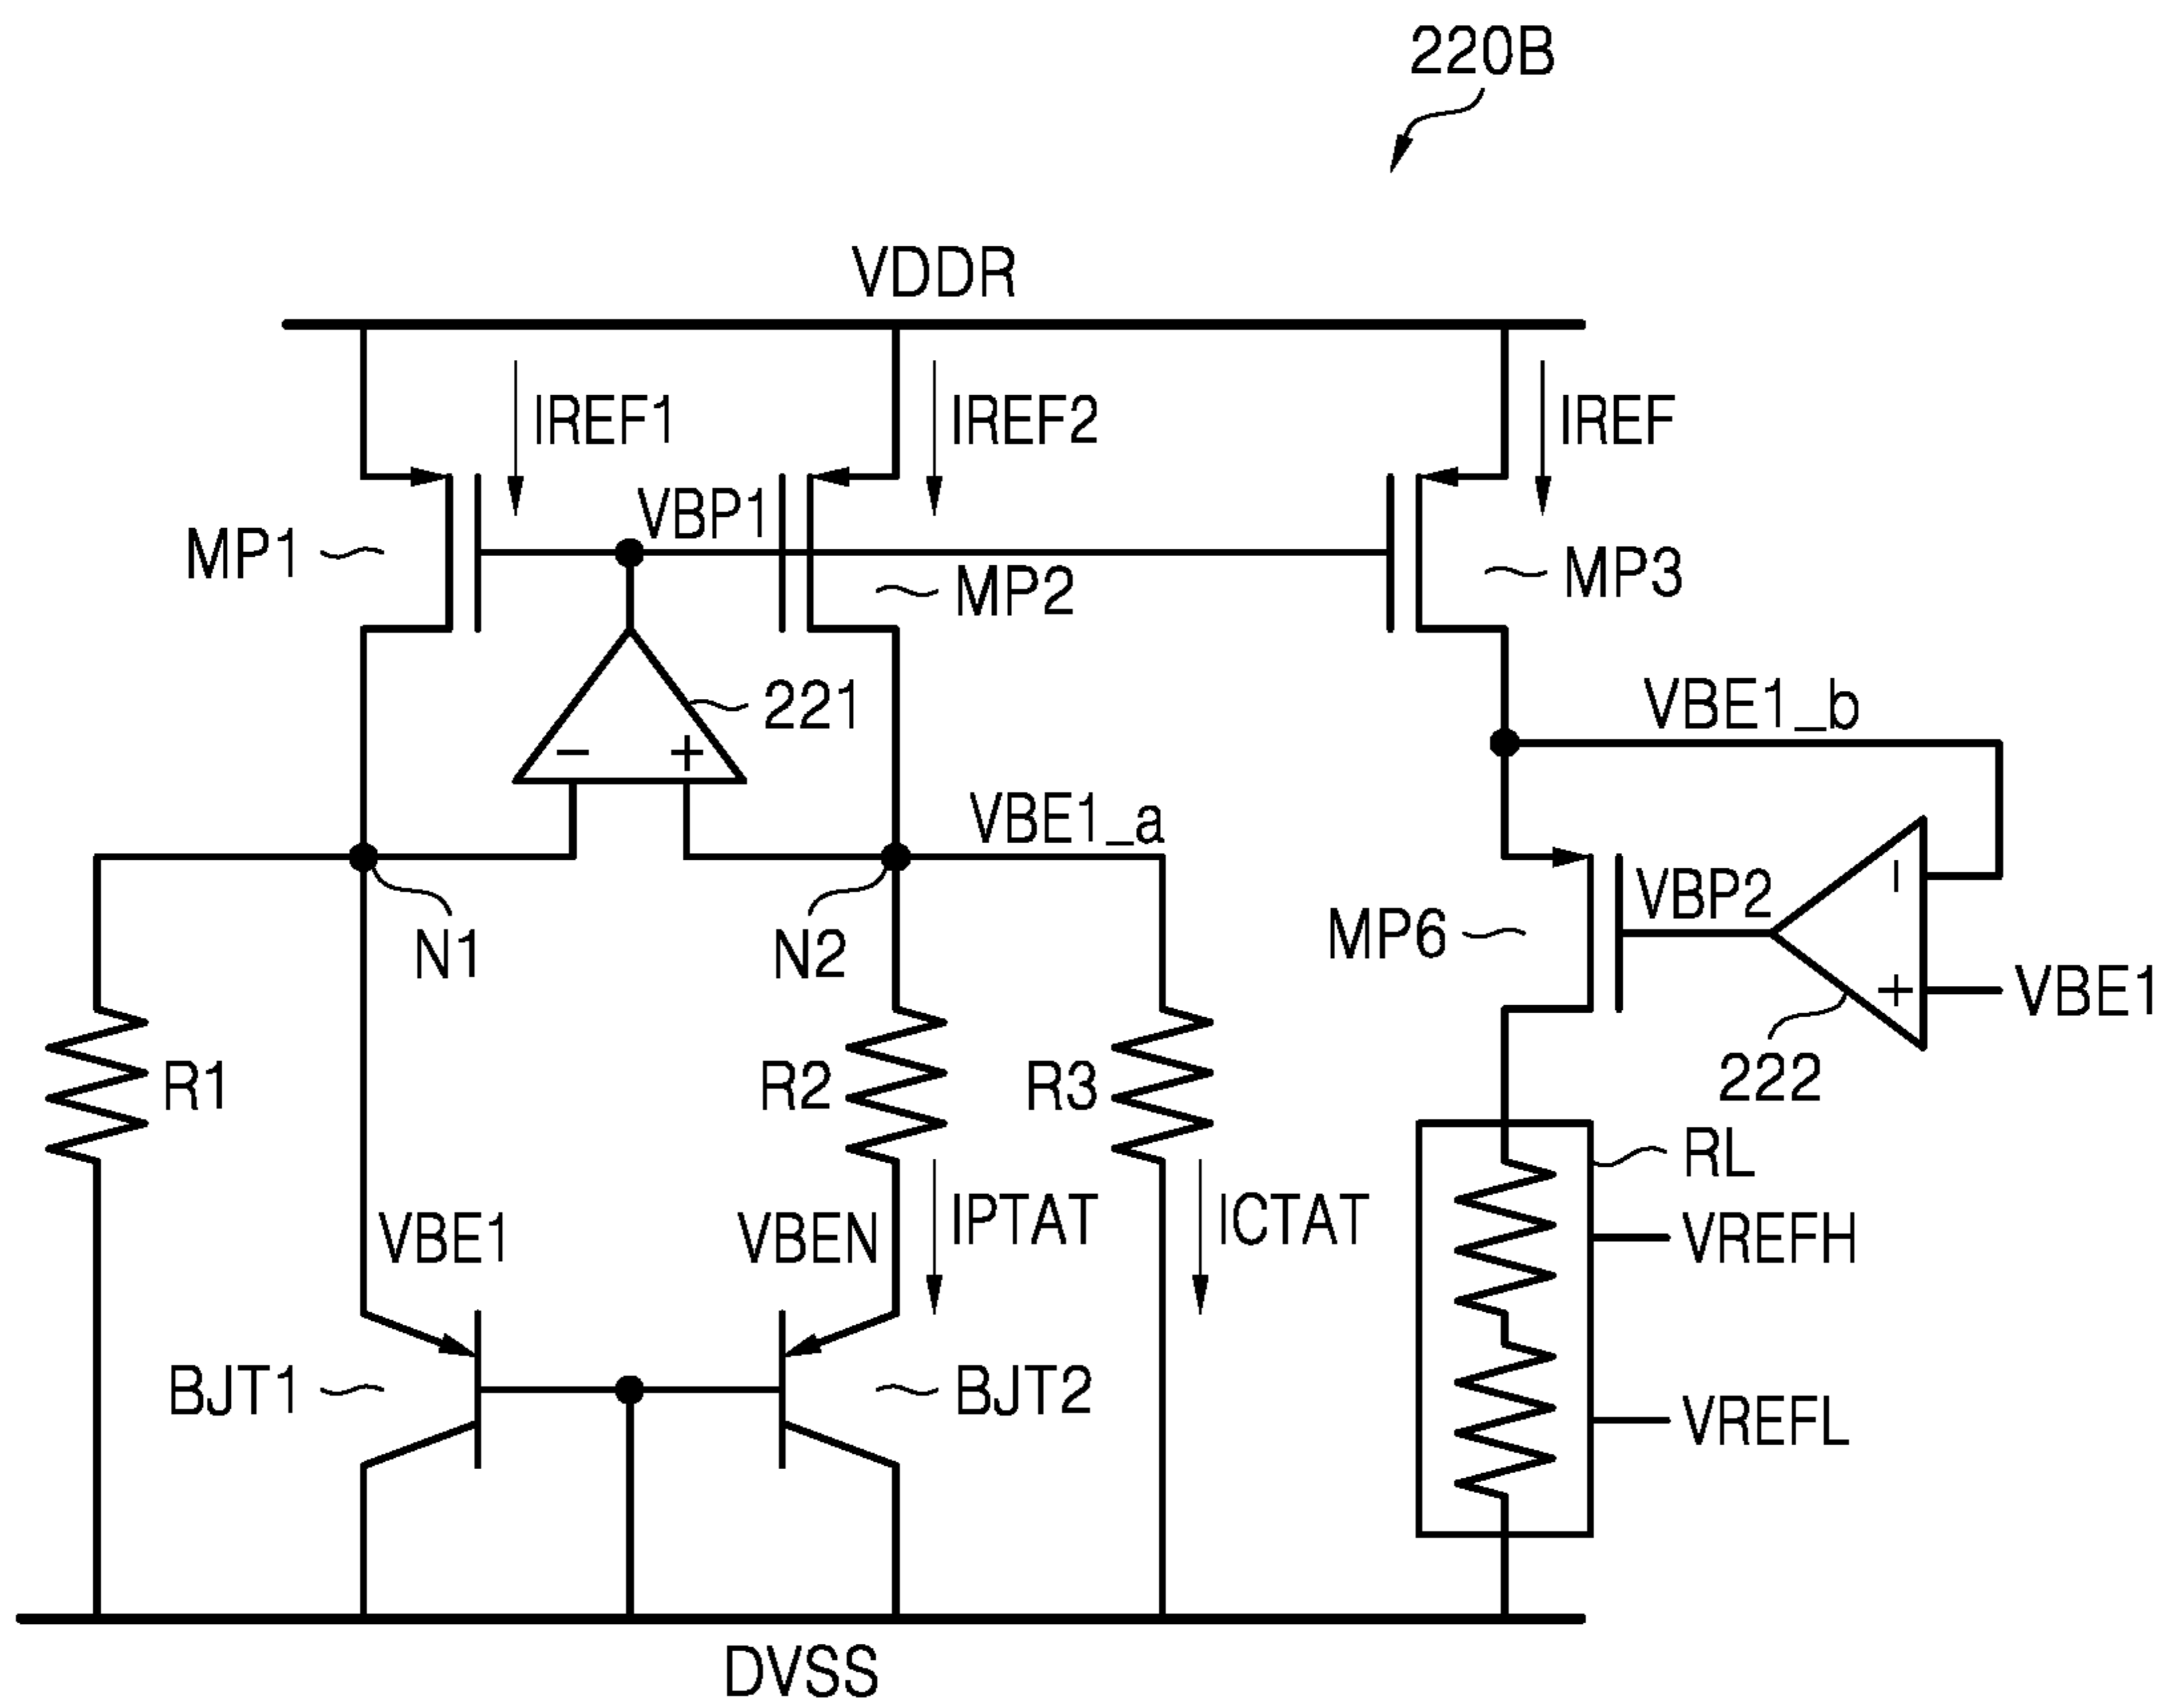 220B
VDDR
IREF1
IREF2
IREF
VBP1
MP1
MP2
MP3
221
− +
VBE1_b
VBE1_a
VBP2
−
MP6
N1
N2
+
VBE1
222
R1
R2
R3
RL
VBE1
VBEN
IPTAT
ICTAT
VREFH
BJT1
BJT2
VREFL
DVSS